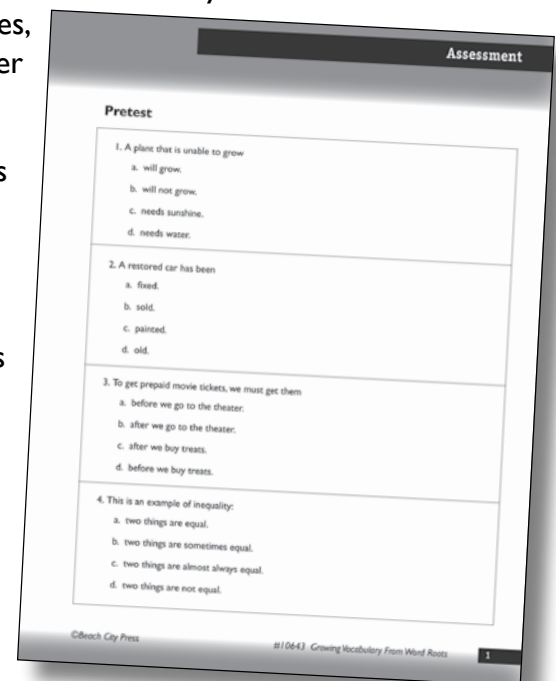 es,
er
s
s
Assessment
Pretest
1. A plant that is unable to grow
a. will grow.
b. will not grow.
c. needs sunshine.
d. needs water.
2. A restored car has been
a. fixed.
b. sold.
c. painted.
d. old.
3. To get prepaid movie tickets, we must get them
a. before we go to the theater.
b. after we go to the theater.
c. after we buy treats.
d. before we buy treats.
4. This is an example of inequality:
a. two things are equal.
b. two things are sometimes equal.
c. two things are almost always equal.
d. two things are not equal.
©Beach City Press
#10643 Growing Vocabulary From Word Roots
1